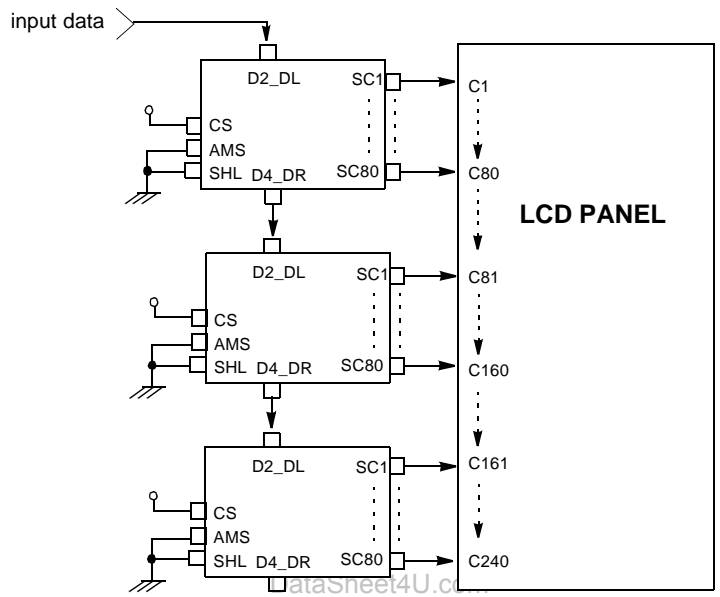 input data
D2_DL
SC1
C1
CS
AMS
SHL
D4_DR
SC80
C80
LCD PANEL
D2_DL
SC1
C81
CS
AMS
SHL
D4_DR
SC80
C160
D2_DL
SC1
C161
CS
AMS
SHL
D4_DR
SC80
C240
DataSheet4U.com